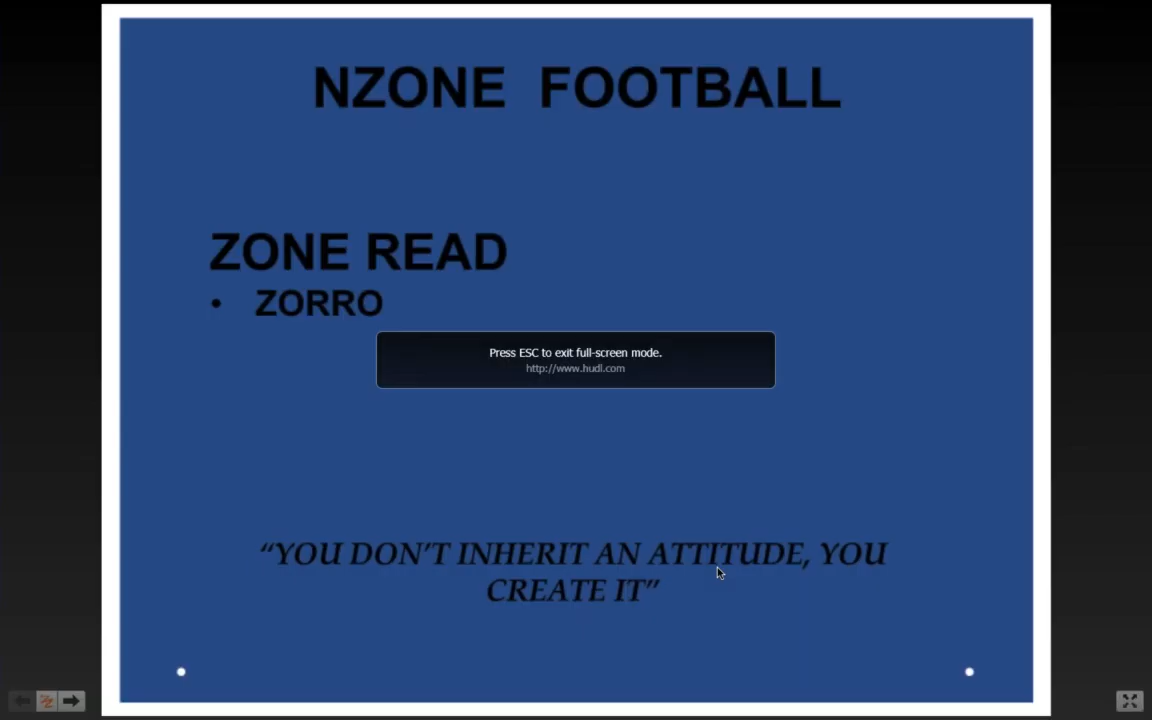 NZONE FOOTBALL
ZONE READ
• ZORRO
Press ESC to exit full-screen mode.
http://www.hudl.com
“YOU DON’T INHERIT AN ATTITUDE, YOU
CREATE IT”